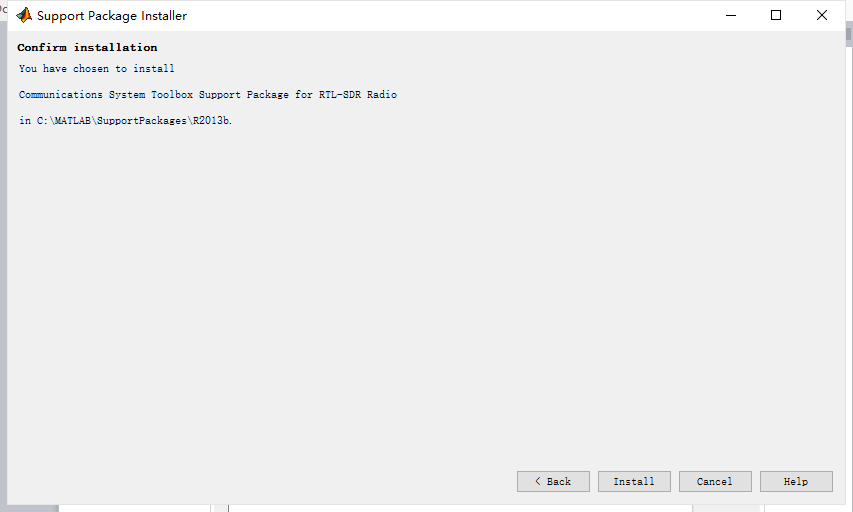 Support Package Installer
Confirm installation
You have chosen to install
Communications System Toolbox Support Package for RTL-SDR Radio
in C:\MATLAB\SupportPackages\R2013b.
< Back
Install
Cancel
Help